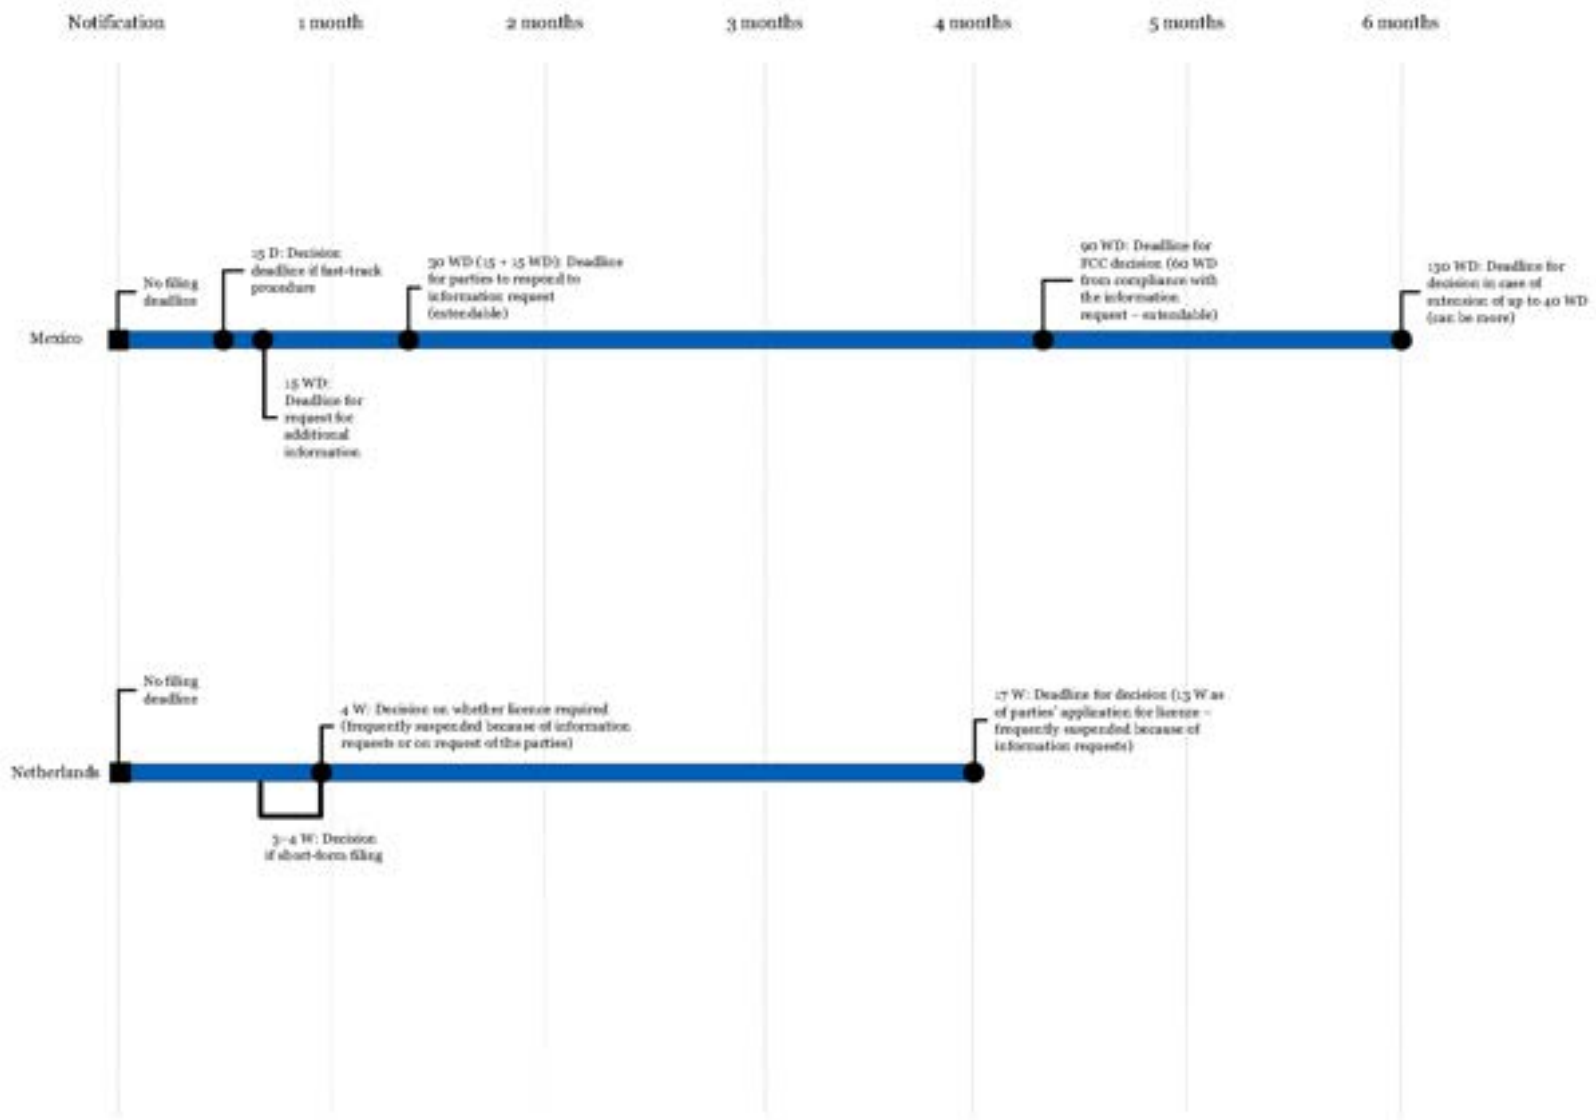 Notification 1 month 2 months 3 months 4 months 5 months 6 months
No filing
deadline
15 D: Decision
deadline if fast-track
procedure
30 WD (15 + 15 WD): Deadline
for parties to respond to
information request
(extendable)
90 WD: Deadline for
FCC decision (60 WD
from compliance with
the information
request – extendable)
130 WD: Deadline for
decision in case of
extension of up to 40 WD
(can be more)
Mexico
15 WD:
Deadline for
request for
additional
information
No filing
deadline
4 W: Decision on whether licence required
(frequently suspended because of information
requests or on request of the parties)
17 W: Deadline for decision (13 W as
of parties' application for licence –
frequently suspended because of
information requests)
Netherlands
3–4 W: Decision
if short-form filing